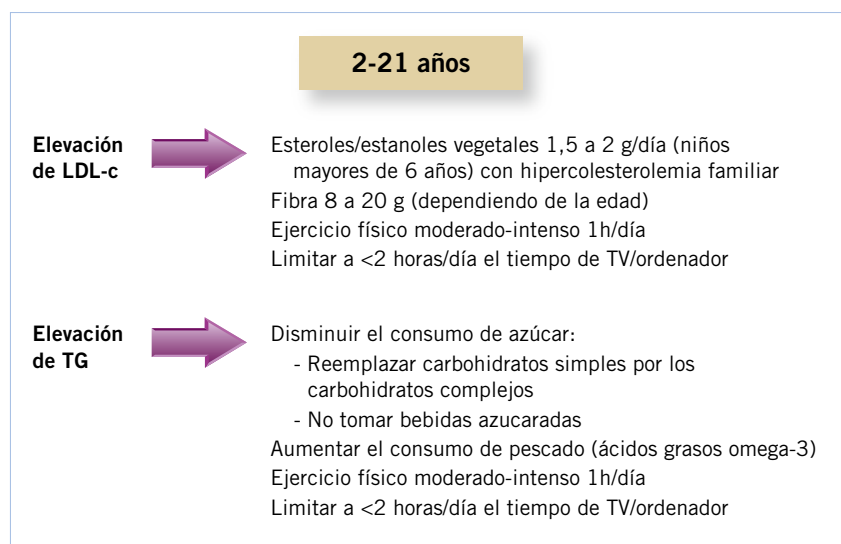 2-21 años
Elevación
de LDL-c
Esteroles/estanoles vegetales 1,5 a 2 g/día (niños
mayores de 6 años) con hipercolesterolemia familiar
Fibra 8 a 20 g (dependiendo de la edad)
Ejercicio físico moderado-intenso 1h/día
Limitar a <2 horas/día el tiempo de TV/ordenador
Elevación
de TG
Disminuir el consumo de azúcar:
- Reemplazar carbohidratos simples por los
carbohidratos complejos
- No tomar bebidas azucaradas
Aumentar el consumo de pescado (ácidos grasos omega-3)
Ejercicio físico moderado-intenso 1h/día
Limitar a <2 horas/día el tiempo de TV/ordenador